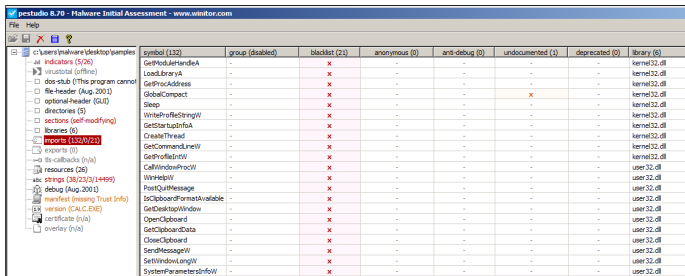 pestudio 8.70 - Malware Initial Assessment - www.winitor.com
File Help
c:\users\malware\desktop\samples
indicators (5/26)
virustotal (offline)
dos-stub (!This program cannot
file-header (Aug.2001)
optional-header (GUI)
directories (5)
sections (self-modifying)
libraries (6)
imports (132/0/21)
exports (0)
tls-callbacks (n/a)
resources (26)
abc strings (38/23/3/14499)
debug (Aug.2001)
manifest (missing Trust Info)
version (CALC.EXE)
certificate (n/a)
overlay (n/a)
symbol (132) group (disabled) blacklist (21) anonymous (0) anti-debug (0) undocumented (1) deprecated (0) library (6)
GetModuleHandleA - x - - - - kernel32.dll
LoadLibraryA - x - - - - kernel32.dll
GetProcAddress - x - - - - kernel32.dll
GlobalCompact - x - - x - kernel32.dll
Sleep - x - - - - kernel32.dll
WriteProfileStringW - x - - - - kernel32.dll
GetStartupInfoA - x - - - - kernel32.dll
CreateThread - x - - - - kernel32.dll
GetCommandLineW - x - - - - kernel32.dll
GetProfileIntW - x - - - - kernel32.dll
CallWindowProcW - x - - - - user32.dll
WinHelpW - x - - - - user32.dll
PostQuitMessage - x - - - - user32.dll
IsClipboardFormatAvailable - x - - - - user32.dll
GetDesktopWindow - x - - - - user32.dll
OpenClipboard - x - - - - user32.dll
GetClipboardData - x - - - - user32.dll
CloseClipboard - x - - - - user32.dll
SendMessageW - x - - - - user32.dll
SetWindowLongW - x - - - - user32.dll
SystemParametersInfoW - x - - - - user32.dll